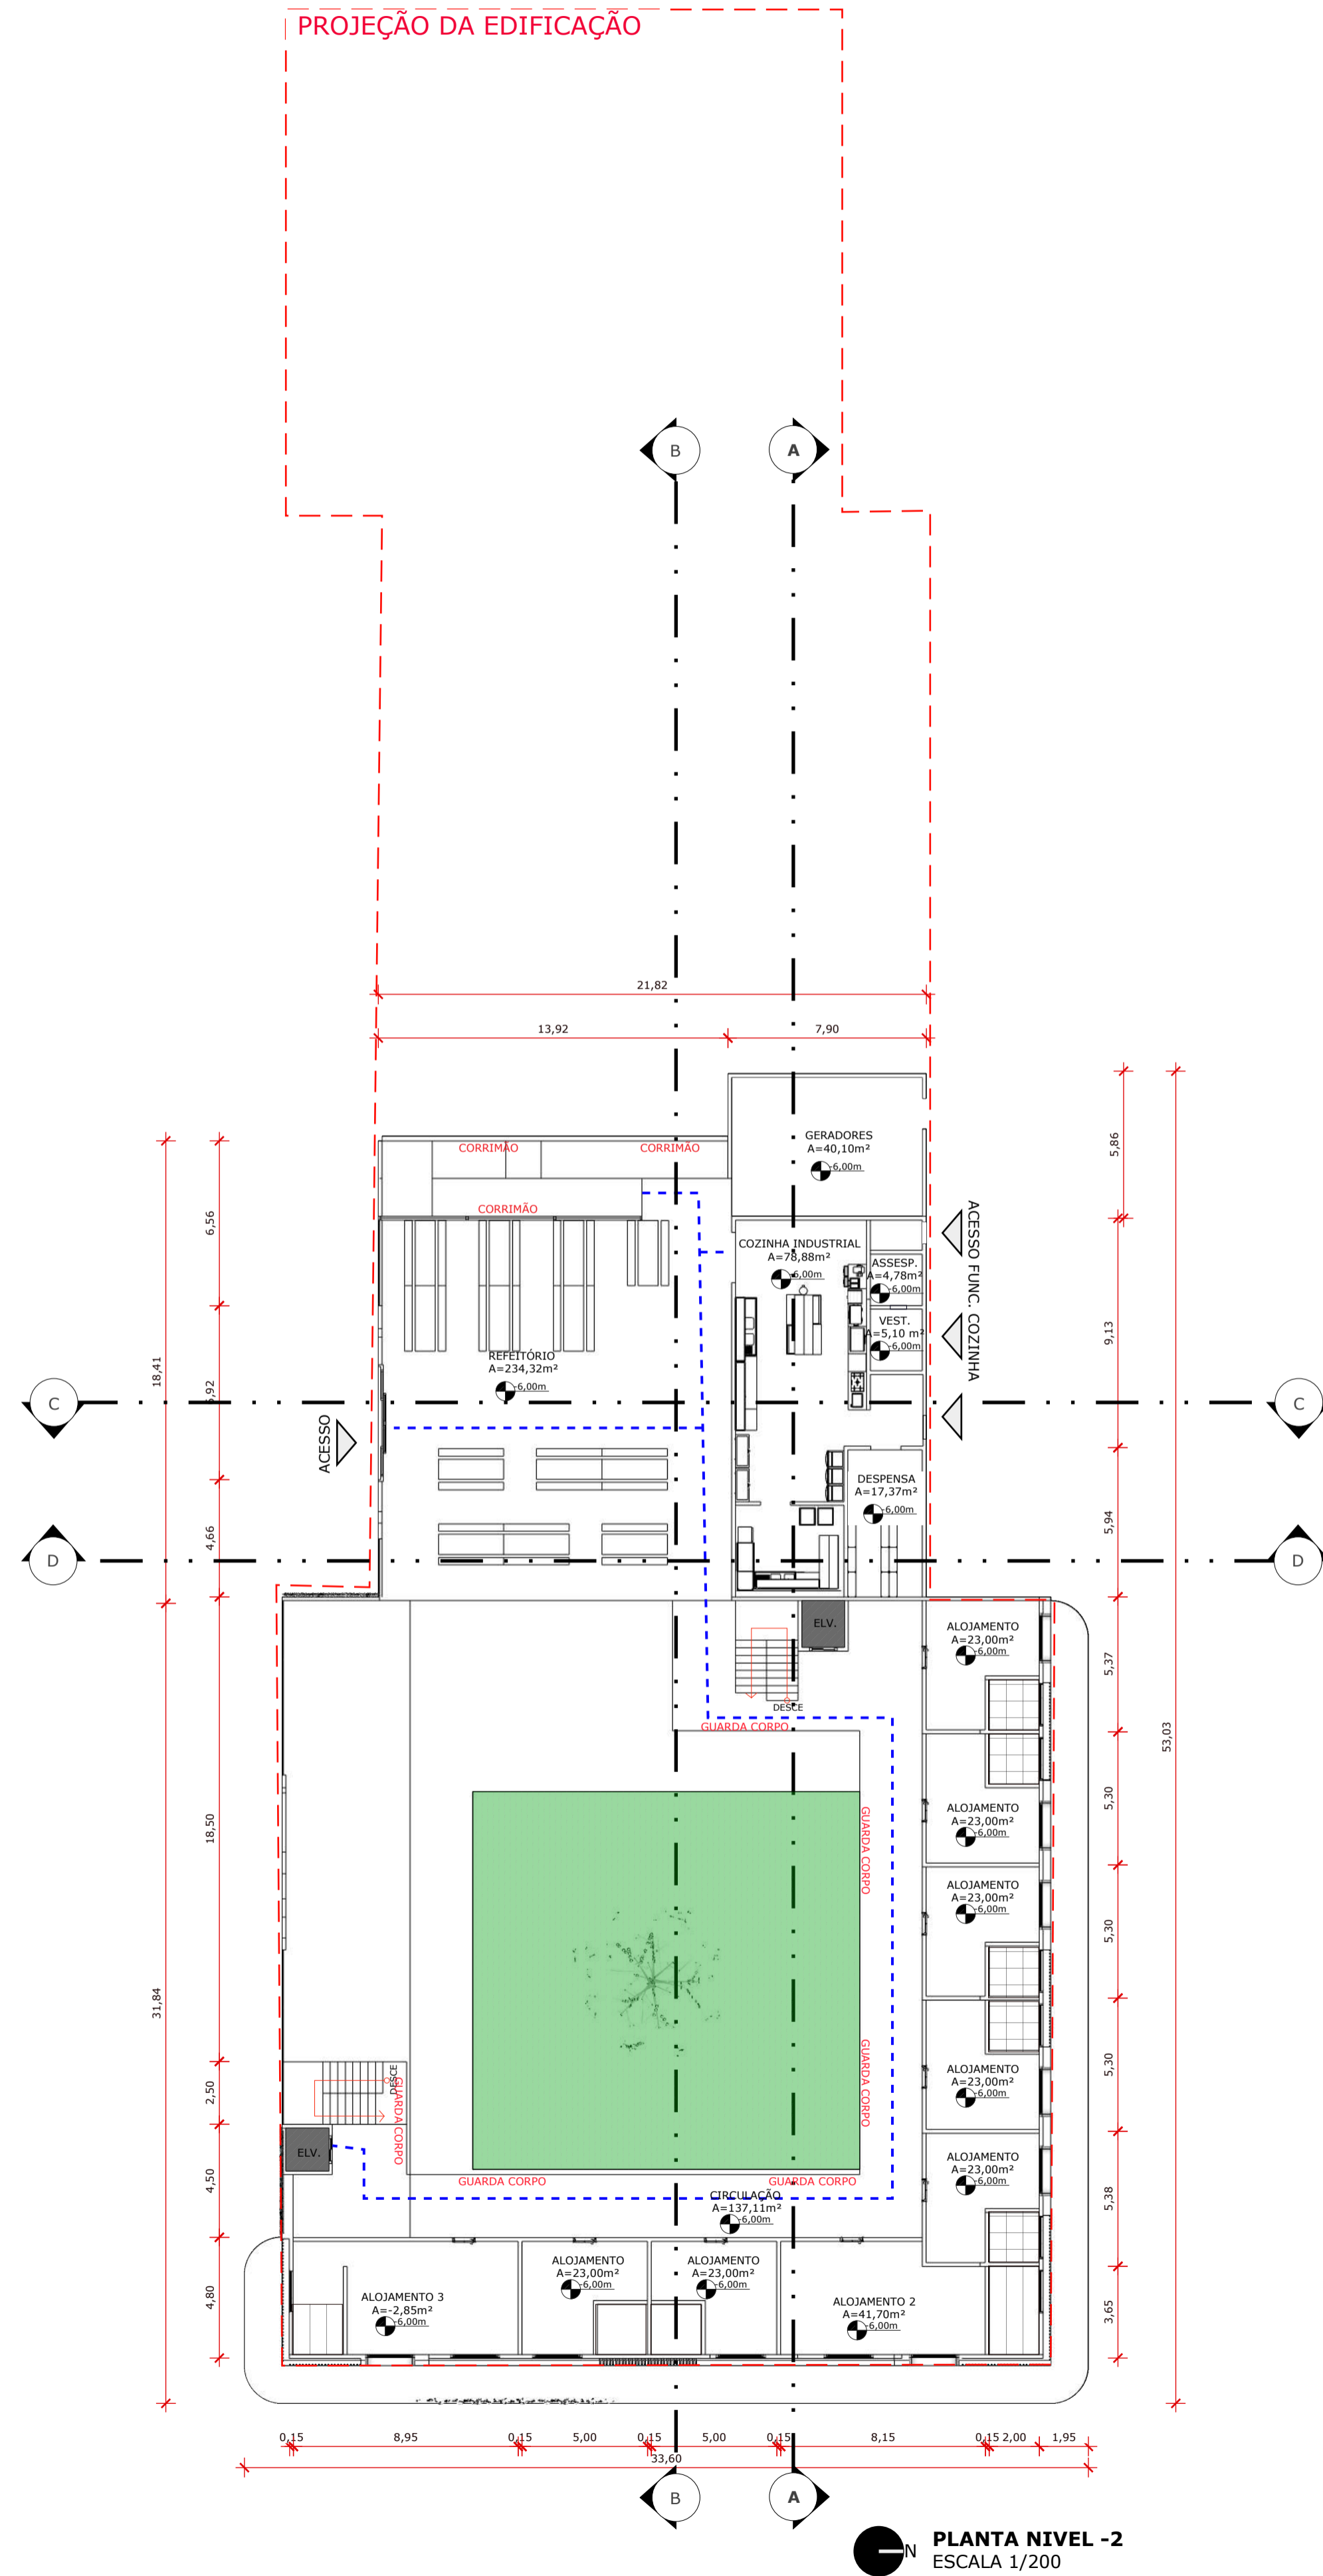 PROJEÇÃO DA EDIFICAÇÃO
B
A
21,82
13,92
7,90
5,86
GERADORES
A=40,10m²
-6,00m
CORRIMÃO
CORRIMÃO
CORRIMÃO
6,56
18,41
COZINHA INDUSTRIAL
A=78,88m²
-6,00m
ASSESP.
A=4,78m²
-6,00m
VEST.
A=5,10 m²
-6,00m
ACESSO FUNC. COZINHA
9,13
REFEITÓRIO
A=234,32m²
-6,00m
C
C
ACESSO
DESPENSA
A=17,37m²
-6,00m
4,66
5,94
D
D
ELV.
DESCE
GUARDA CORPO
ALOJAMENTO
A=23,00m²
-6,00m
5,37
53,03
ALOJAMENTO
A=23,00m²
-6,00m
5,30
GUARDA CORPO
18,50
ALOJAMENTO
A=23,00m²
-6,00m
5,30
31,84
GUARDA CORPO
ALOJAMENTO
A=23,00m²
-6,00m
5,30
DESCE
GUARDA CORPO
2,50
ELV.
4,50
ALOJAMENTO
A=23,00m²
-6,00m
5,38
GUARDA CORPO
GUARDA CORPO
CIRCULAÇÃO
A=137,11m²
-6,00m
4,80
ALOJAMENTO 3
A=-2,85m²
-6,00m
ALOJAMENTO
A=23,00m²
-6,00m
ALOJAMENTO
A=23,00m²
-6,00m
ALOJAMENTO 2
A=41,70m²
-6,00m
3,65
0,15
8,95
0,15
5,00
0,15
5,00
0,15
8,15
0,15
2,00
1,95
33,60
B
A
N
PLANTA NIVEL -2
ESCALA 1/200